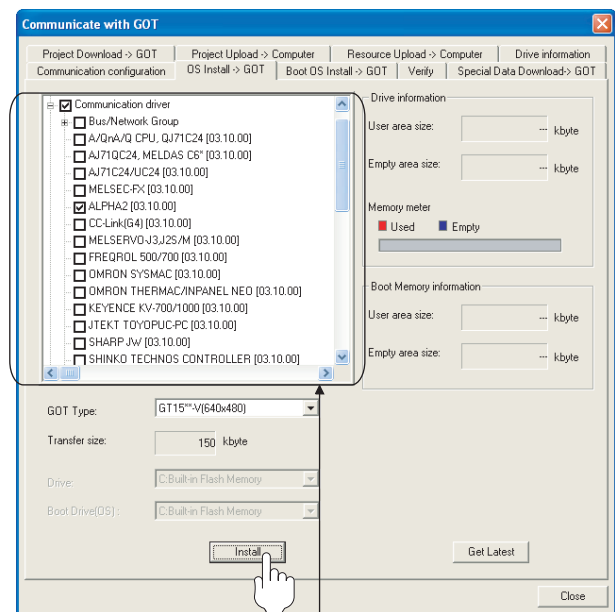 Communicate with GOT
Project Download -> GOT
Project Upload -> Computer
Resource Upload -> Computer
Drive information
Communication configuration
OS Install -> GOT
Boot OS Install -> GOT
Verify
Special Data Download-> GOT
Communication driver
Bus/Network Group
A/QnA/Q CPU, QJ71C24 [03.10.00]
AJ71QC24, MELDAS C6* [03.10.00]
AJ71C24/UC24 [03.10.00]
MELSEC-FX [03.10.00]
ALPHA2 [03.10.00]
CC-Link(G4) [03.10.00]
MELSERVO-J3,J2S/M [03.10.00]
FREQROL 500/700 [03.10.00]
OMRON SYSMAC [03.10.00]
OMRON THERMAC/INPANEL NEO [03.10.00]
KEYENCE KV-700/1000 [03.10.00]
JTEKT TOYOPUC-PC [03.10.00]
SHARP JW [03.10.00]
SHINKO TECHNOS CONTROLLER [03.10.00]
Drive information
User area size: --- kbyte
Empty area size: --- kbyte
Memory meter
Used Empty
Boot Memory information
User area size: --- kbyte
Empty area size: --- kbyte
GOT Type: GT15**-V(640x480)
Transfer size: 150 kbyte
Drive: C:Built-in Flash Memory
Boot Drive(OS) : C:Built-in Flash Memory
Install
Get Latest
Close